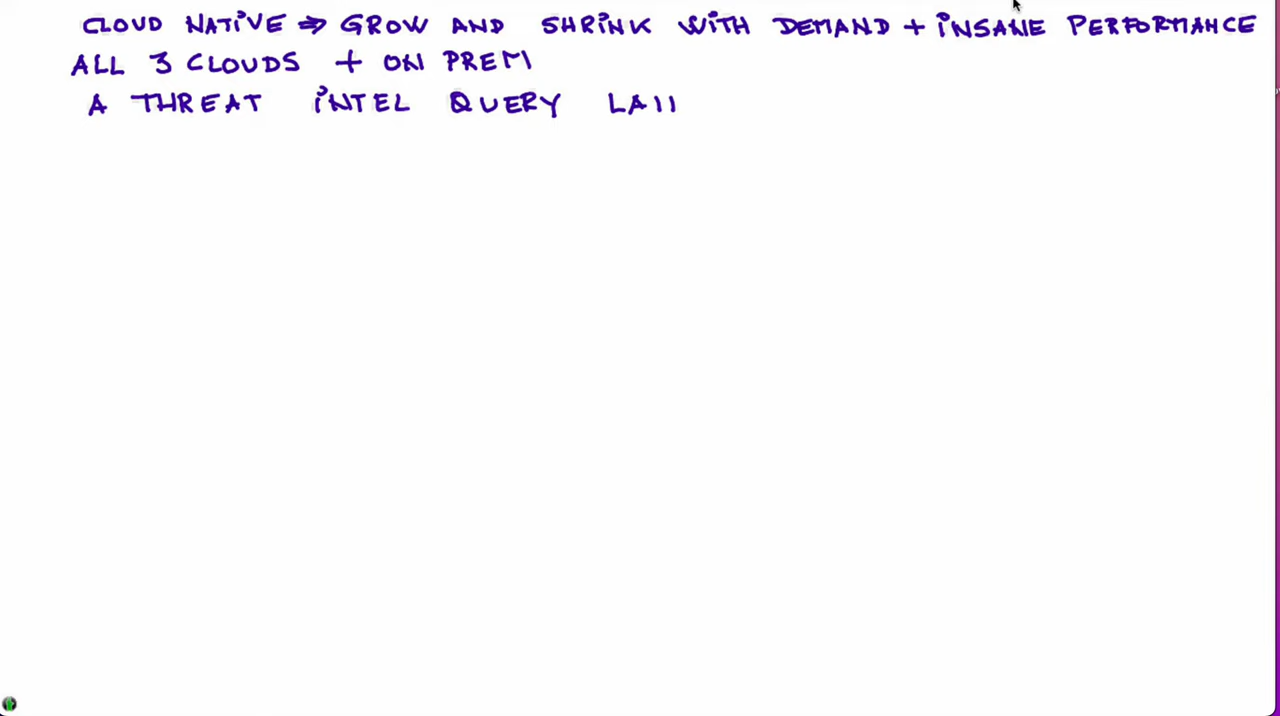 CLOUD NATIVE ⇒ GROW AND SHRINK WITH DEMAND + INSANE PERFORMANCE
ALL 3 CLOUDS + ON PREM
A THREAT INTEL QUERY